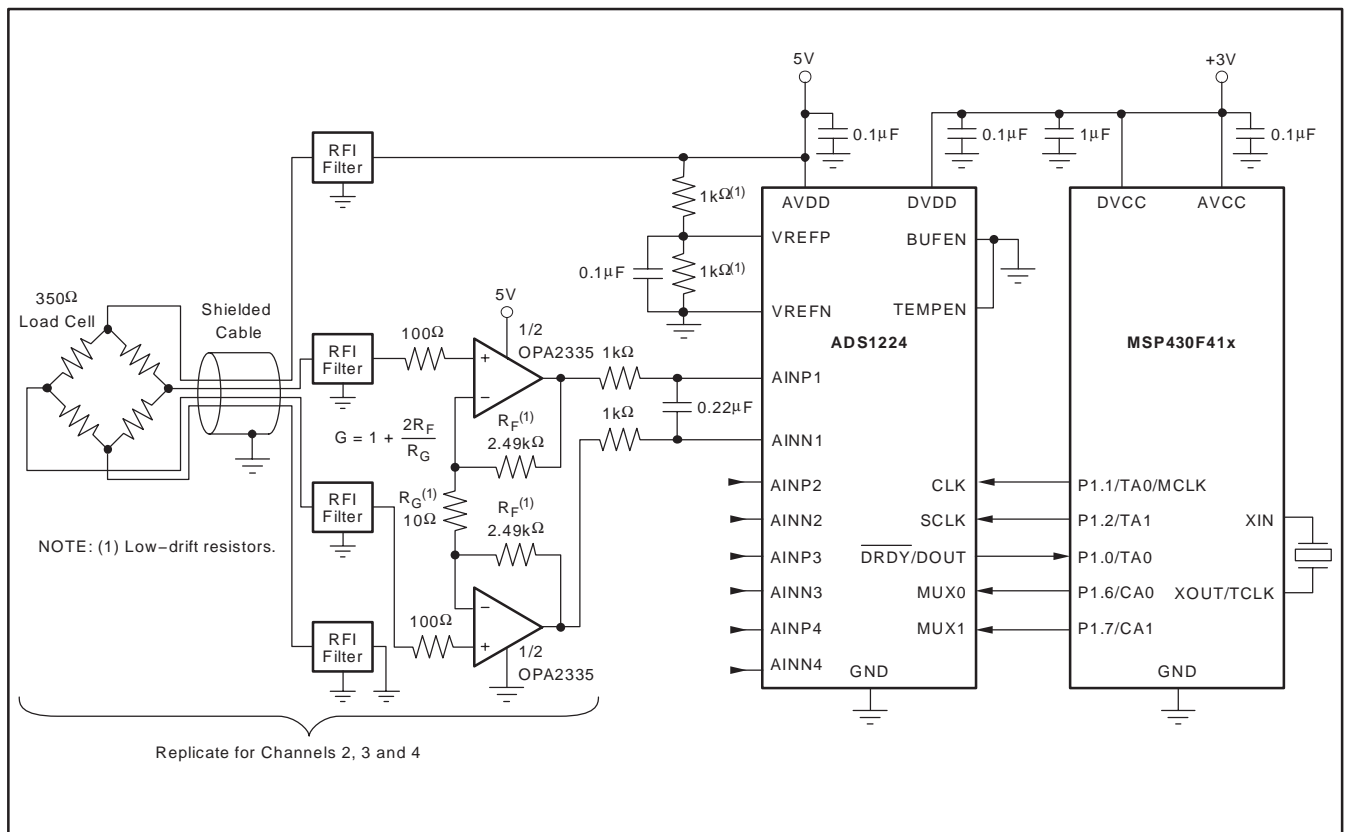 5V
+3V
0.1µF
0.1µF
1µF
0.1µF
RFI
Filter
1kΩ(1)
AVDD
DVDD
DVCC
AVCC
VREFP
BUFEN
0.1µF
1kΩ(1)
VREFN
TEMPEN
350Ω
Load Cell
Shielded
Cable
5V
RFI
Filter
100Ω
1/2
OPA2335
+
−
1kΩ
ADS1224
MSP430F41x
AINP1
0.22µF
1kΩ
AINN1
G = 1 + 2RF
RG
RF(1)
2.49kΩ
RG(1)
10Ω
RF(1)
2.49kΩ
RFI
Filter
NOTE: (1) Low−drift resistors.
AINP2
CLK
P1.1/TA0/MCLK
AINN2
SCLK
P1.2/TA1
XIN
AINP3
DRDY/DOUT
P1.0/TA0
AINN3
MUX0
P1.6/CA0
XOUT/TCLK
AINP4
MUX1
P1.7/CA1
AINN4
−
+
100Ω
1/2
OPA2335
RFI
Filter
GND
GND
Replicate for Channels 2, 3 and 4